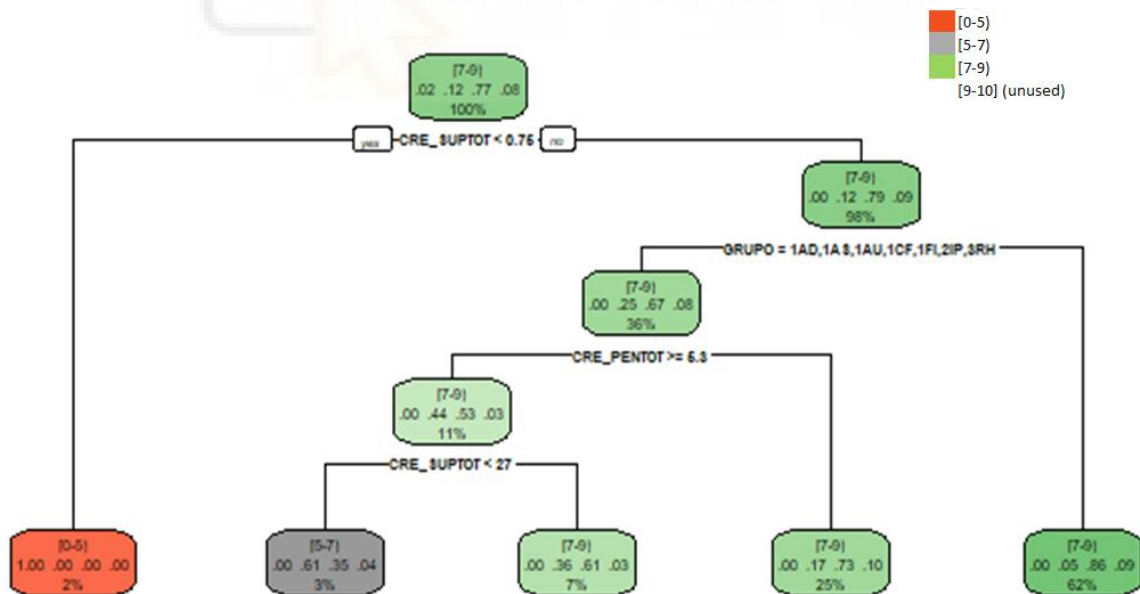 [0-5)
[5-7)
[7-9)
[9-10] (unused)
[7-9)
.02 .12 .77 .08
100%
yes CRE_SUPTOT < 0.75 no
[7-9)
.00 .12 .79 .09
98%
GRUPO = 1AD,1AS,1AU,1CF,1FI,2IP,3RH
[7-9)
.00 .25 .67 .08
36%
CRE_PENTOT >= 5.3
[7-9)
.00 .44 .53 .03
11%
CRE_SUPTOT < 27
[0-5)
1.00 .00 .00 .00
2%
[5-7)
.00 .61 .35 .04
3%
[7-9)
.00 .36 .61 .03
7%
[7-9)
.00 .17 .73 .10
25%
[7-9)
.00 .05 .86 .09
62%